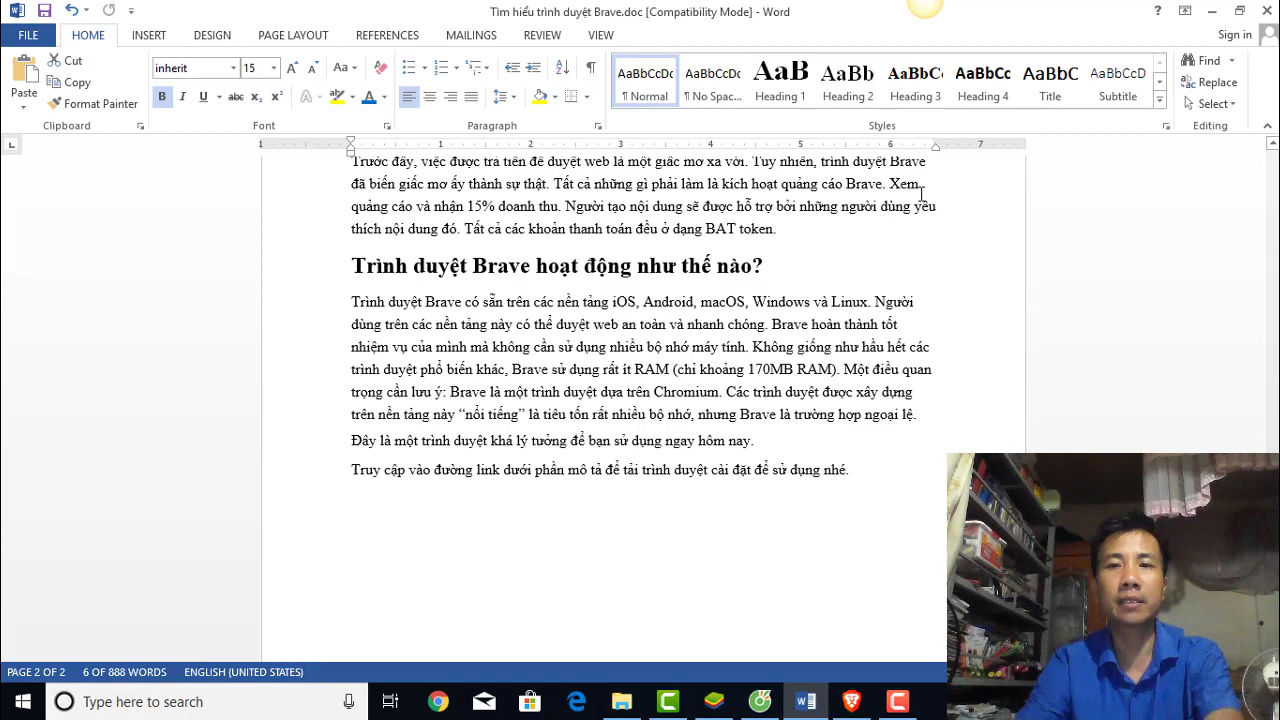 Tìm hiểu trình duyệt Brave.doc [Compatibility Mode] - Word
FILE HOME INSERT DESIGN PAGE LAYOUT REFERENCES MAILINGS REVIEW VIEW Sign in
Paste
Cut
Copy
Format Painter
Clipboard
inherit 15
Font
Paragraph
AaBbCcDc AaBbCcDc AaB AaBb AaBbCc AaBbCc AaBbC AaBbCcD
¶ Normal ¶ No Spac... Heading 1 Heading 2 Heading 3 Heading 4 Title Subtitle
Styles
Find
Replace
Select
Editing
1 1 2 3 4 5 6 7
Trước đây, việc được trả tiền để duyệt web là một giấc mơ xa vời. Tuy nhiên, trình duyệt Brave
đã biến giấc mơ ấy thành sự thật. Tất cả những gì phải làm là kích hoạt quảng cáo Brave. Xem
quảng cáo và nhận 15% doanh thu. Người tạo nội dung sẽ được hỗ trợ bởi những người dùng yêu
thích nội dung đó. Tất cả các khoản thanh toán đều ở dạng BAT token.
Trình duyệt Brave hoạt động như thế nào?
Trình duyệt Brave có sẵn trên các nền tảng iOS, Android, macOS, Windows và Linux. Người
dùng trên các nền tảng này có thể duyệt web an toàn và nhanh chóng. Brave hoàn thành tốt
nhiệm vụ của mình mà không cần sử dụng nhiều bộ nhớ máy tính. Không giống như hầu hết các
trình duyệt phổ biến khác, Brave sử dụng rất ít RAM (chỉ khoảng 170MB RAM). Một điều quan
trọng cần lưu ý: Brave là một trình duyệt dựa trên Chromium. Các trình duyệt được xây dựng
trên nền tảng này “nổi tiếng” là tiêu tốn rất nhiều bộ nhớ, nhưng Brave là trường hợp ngoại lệ.
Đây là một trình duyệt khá lý tưởng để bạn sử dụng ngay hôm nay.
Truy cập vào đường link dưới phần mô tả để tải trình duyệt cài đặt để sử dụng nhé.
PAGE 2 OF 2 6 OF 888 WORDS ENGLISH (UNITED STATES)
Type here to search